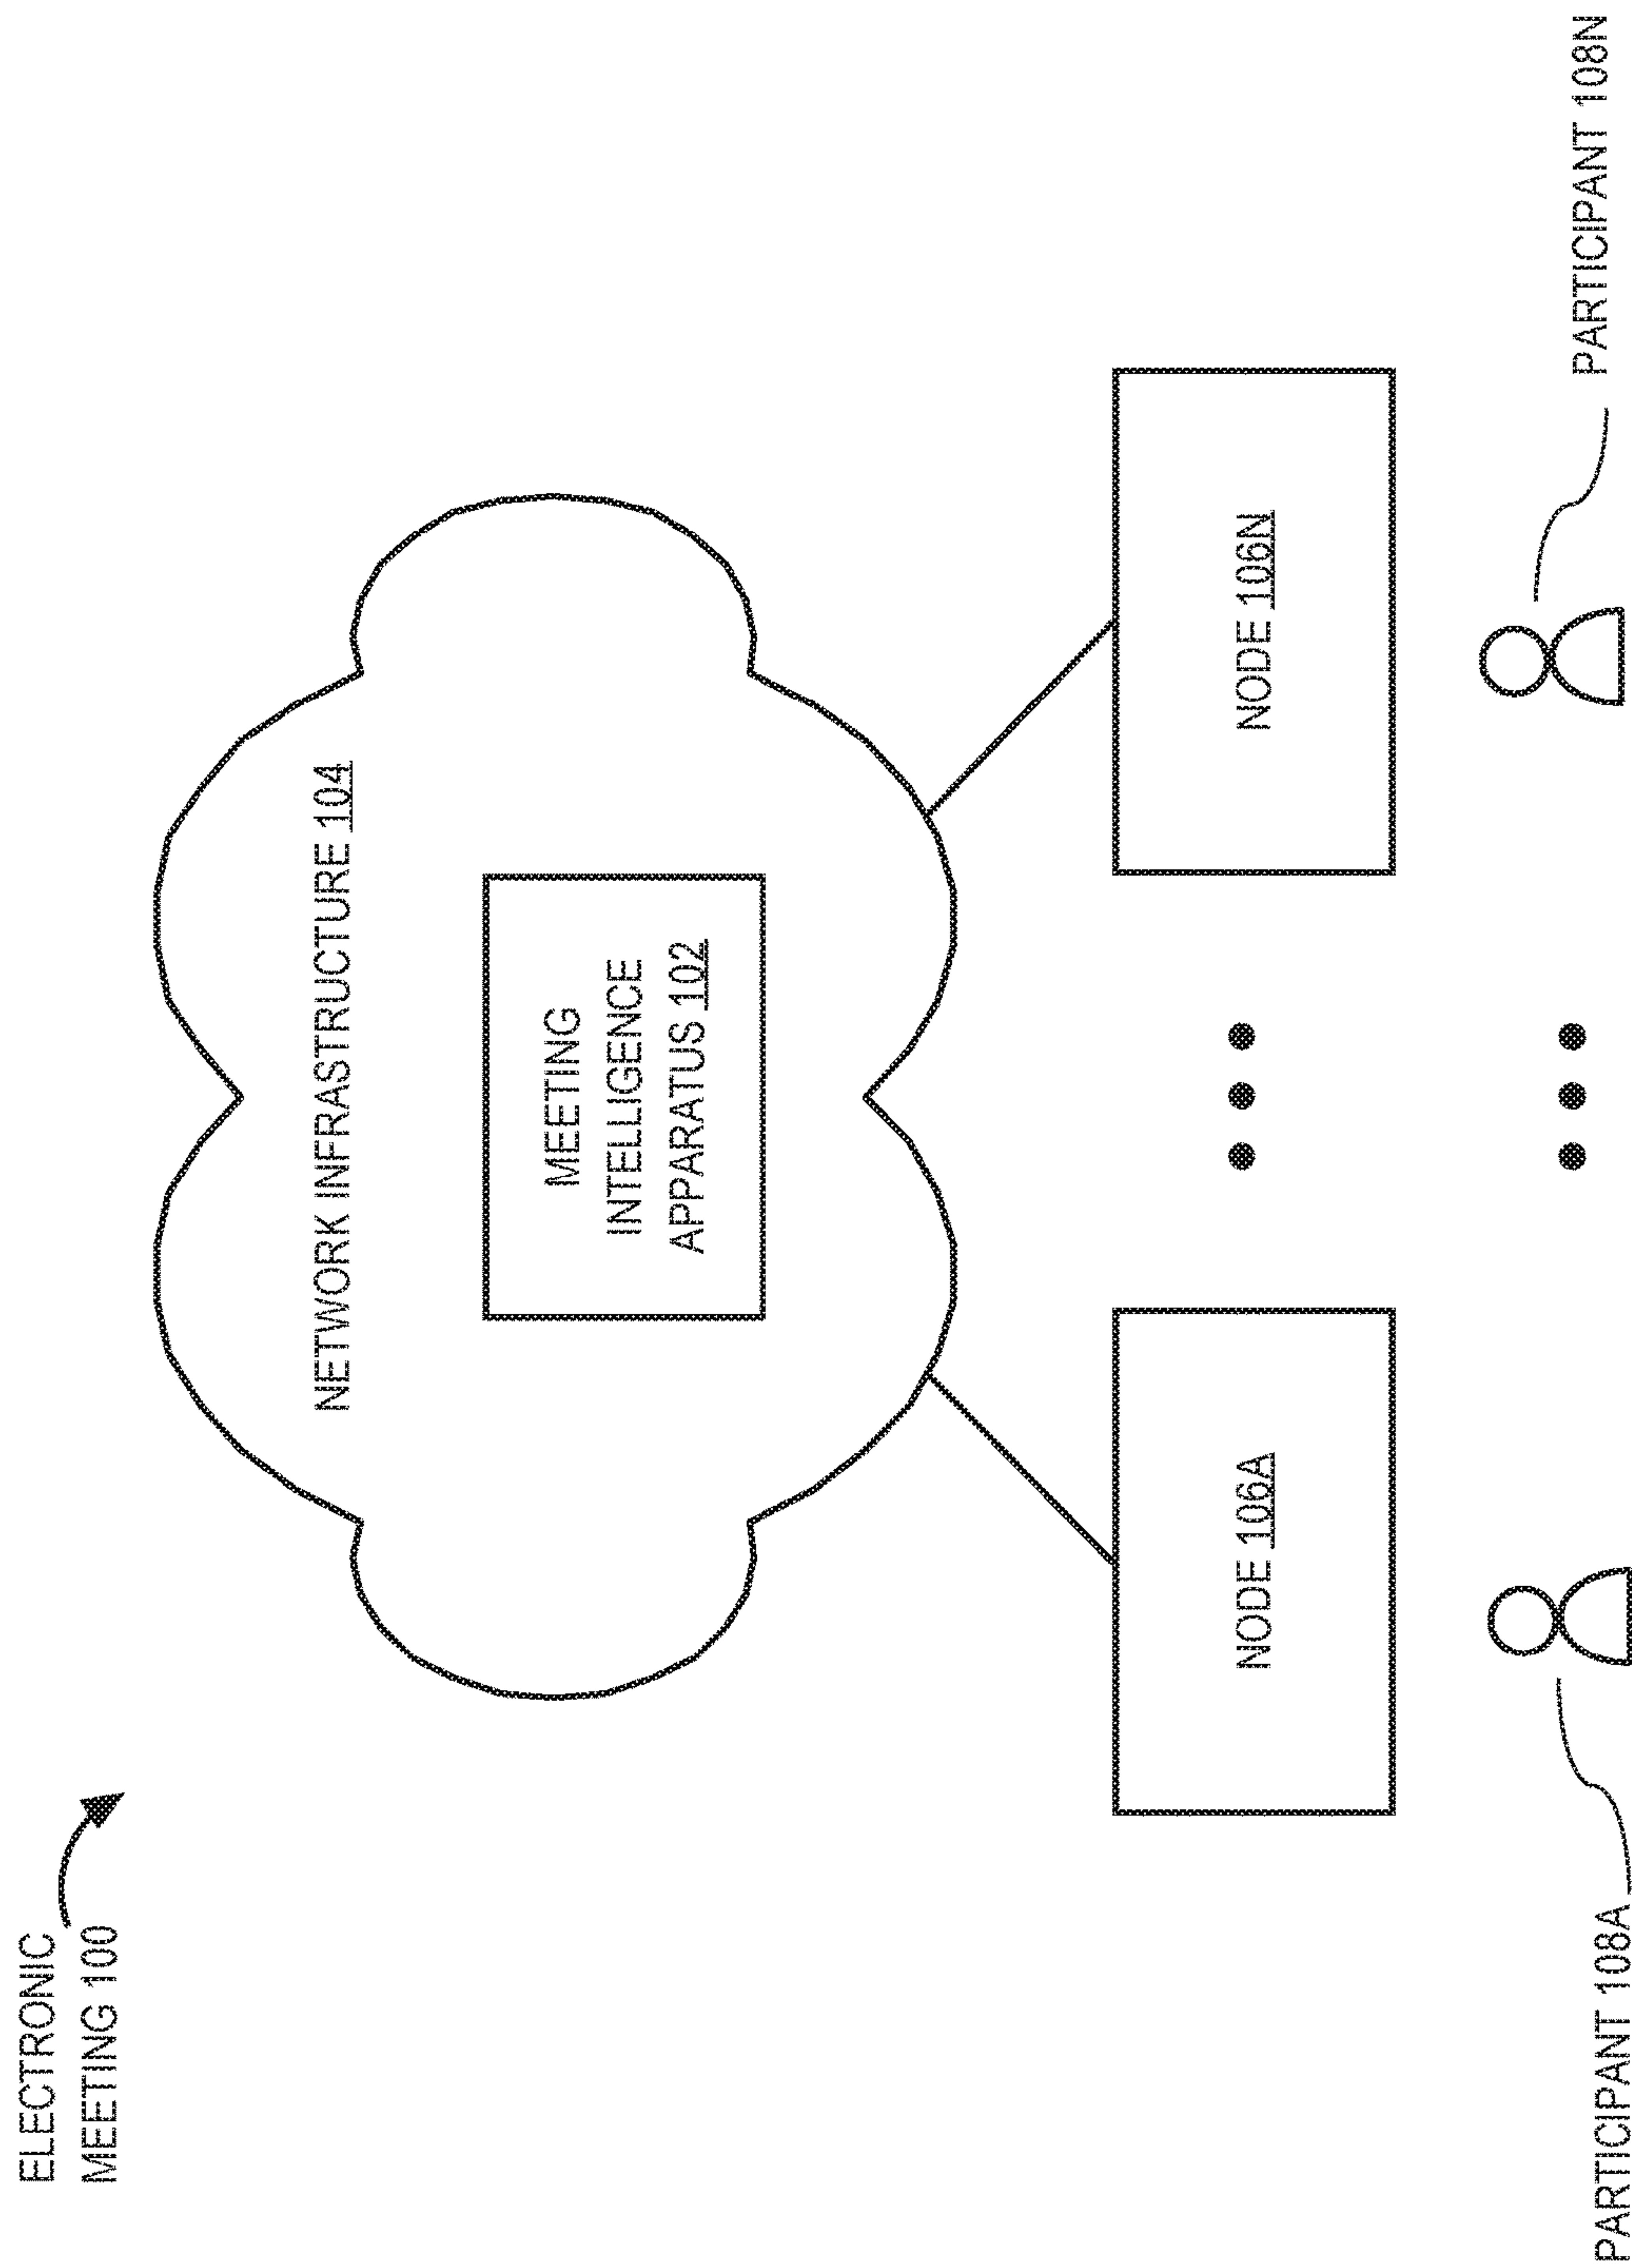 ELECTRONIC
MEETING 100
NETWORK INFRASTRUCTURE 104
MEETING
INTELLIGENCE
APPARATUS 102
NODE 106A
NODE 106N
PARTICIPANT 108A
PARTICIPANT 108N